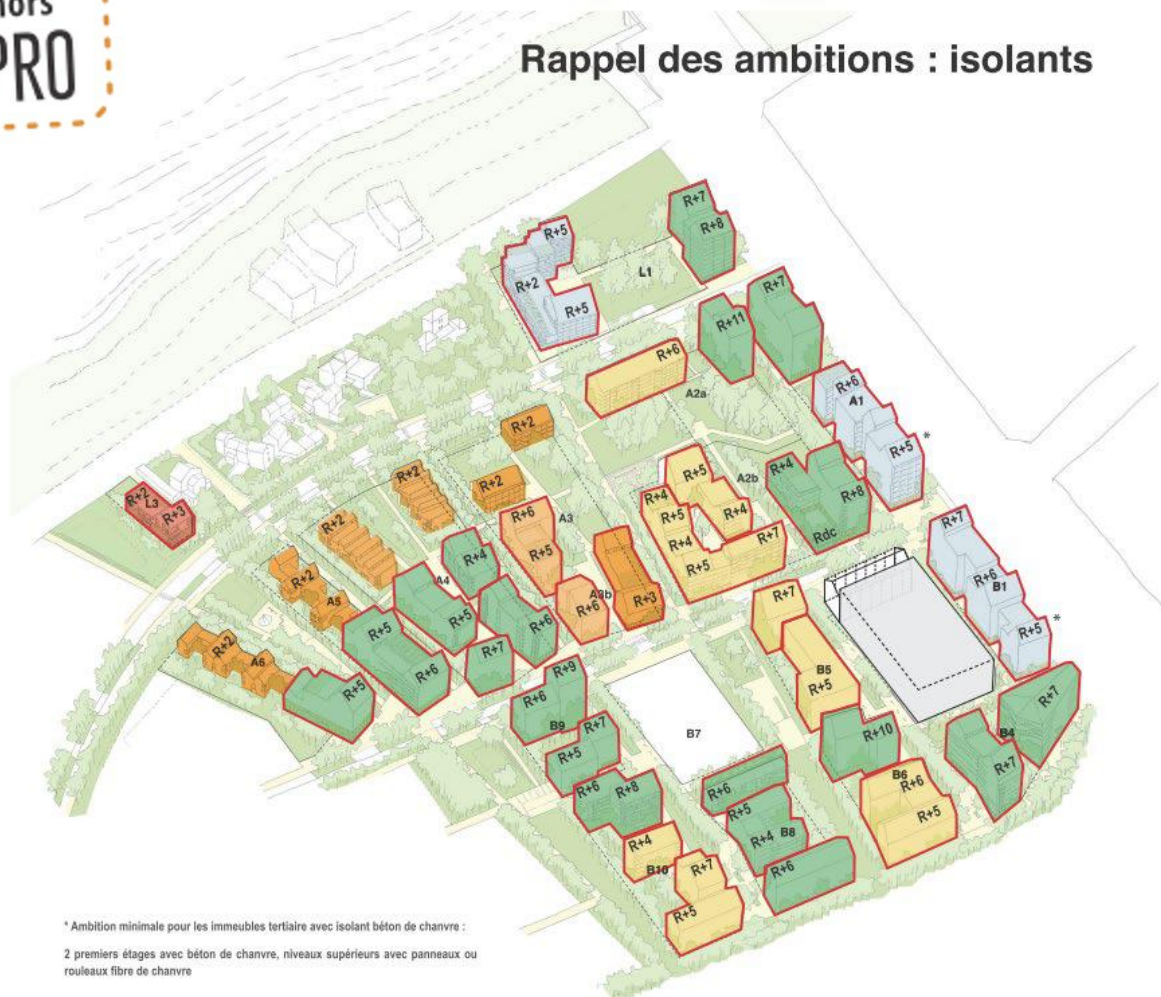 hors
PRO
Rappel des ambitions : isolants
R+7
R+8
R+5
R+2
R+5
L1
R+7
R+11
R+6
A2a
R+6
A1
R+5
*
R+2
R+2
R+2
R+2
L3
R+3
R+5
R+4
A2b
R+4
R+8
R+4
R+5
R+4
R+7
R+5
Rdc
R+6
A3
R+5
R+4
A4
R+2
R+2
A5
A3b
R+3
R+6
R+7
R+6
B1
R+5
*
R+5
R+5
R+6
R+7
R+6
R+2
A6
R+5
R+7
B5
R+5
R+9
R+6
B9
R+7
R+5
B7
R+10
R+7
B4
R+7
R+6
R+8
R+6
R+5
R+4
B8
B6
R+6
R+5
R+4
B10
R+7
R+6
R+5
* Ambition minimale pour les immeubles tertiaire avec isolant béton de chanvre :
2 premiers étages avec béton de chanvre, niveaux supérieurs avec panneaux ou
rouleaux fibre de chanvre